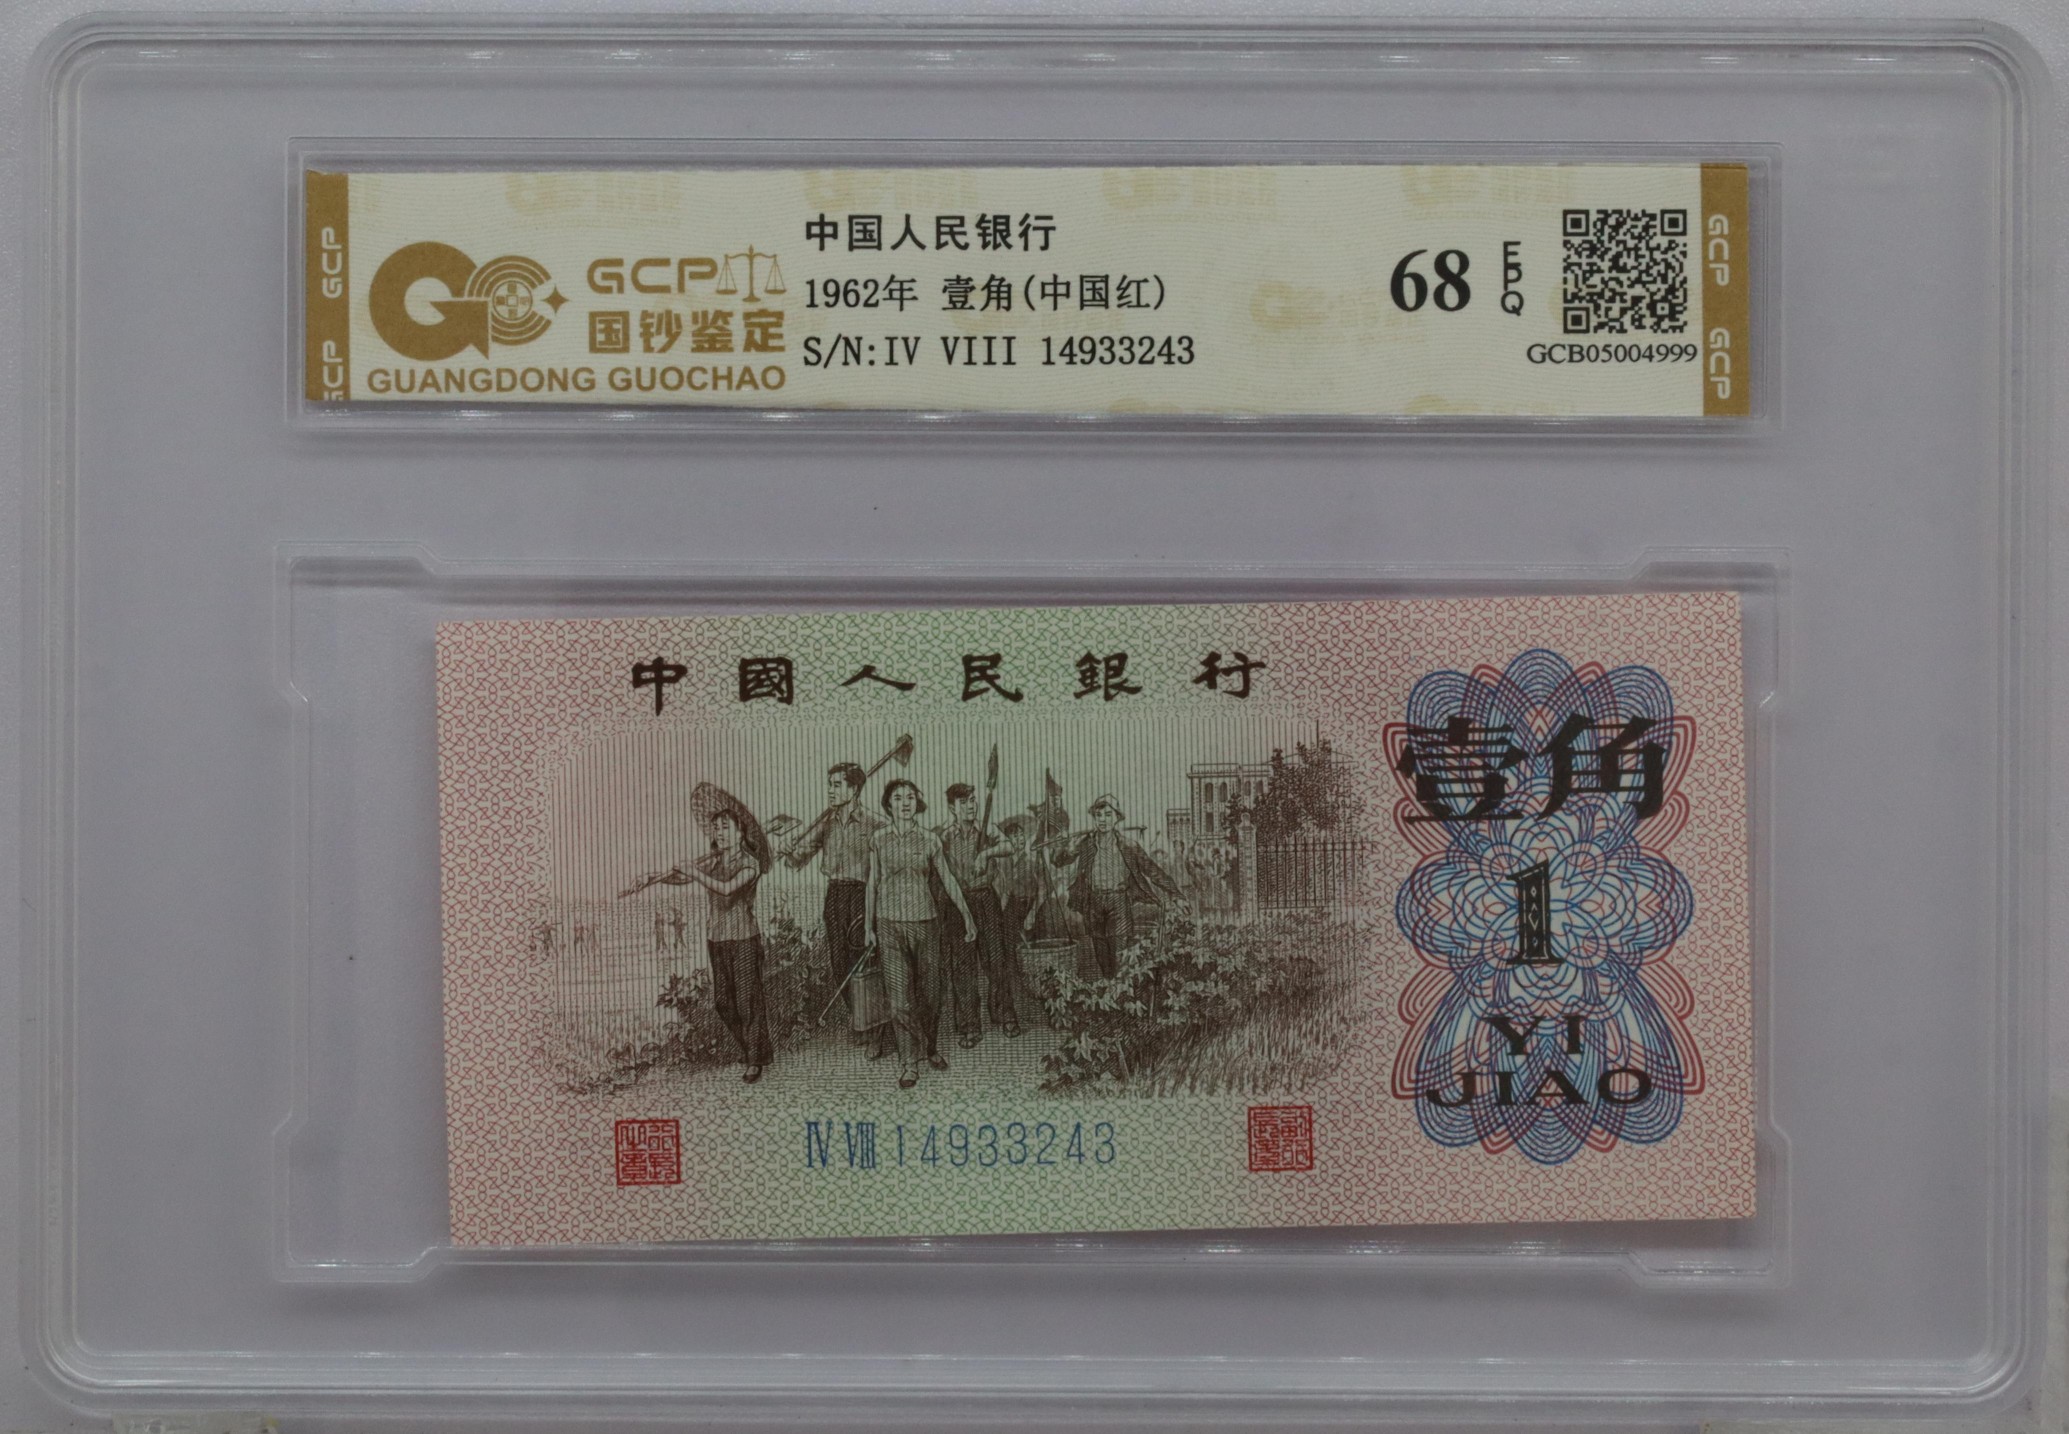 GCP
GCP
GCP
国钞鉴定
GUANGDONG GUOCHAO
中国人民银行
1962年 壹角(中国红)
S/N:IV VIII 14933243
68
EPQ
GCB05004999
GCP
GCP
中國人民銀行
壹角
1
YI
JIAO
Ⅳ Ⅷ 14933243